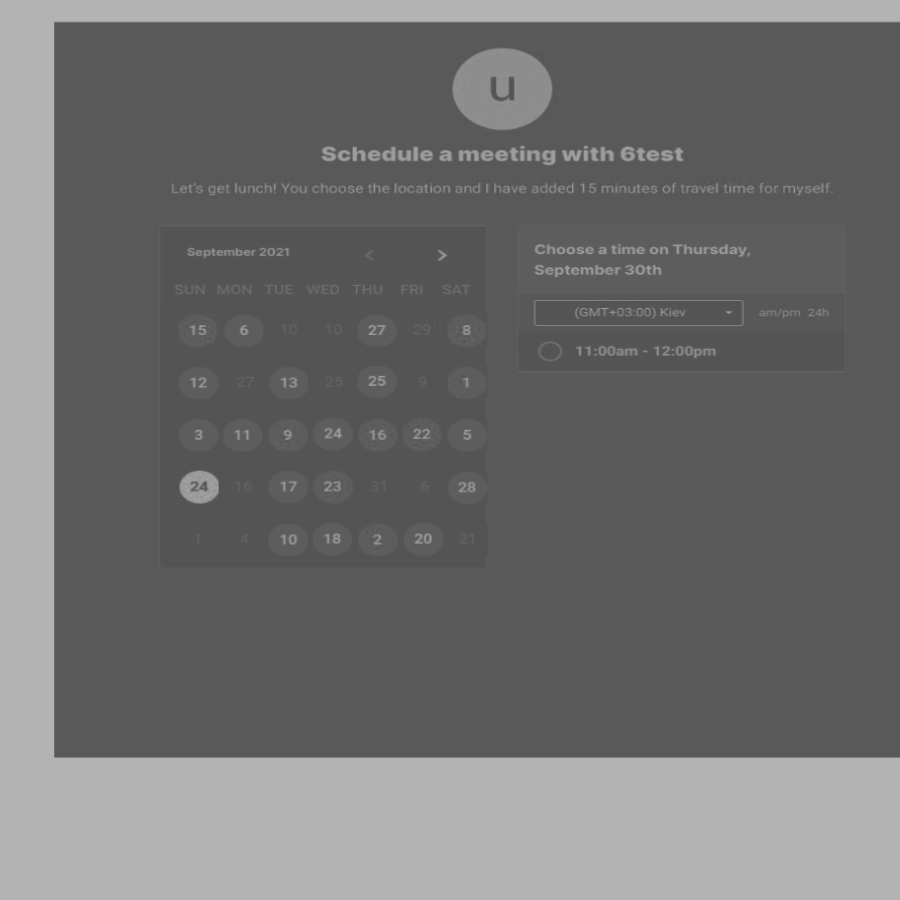 u
Schedule a meeting with 6test
Let's get lunch! You choose the location and I have added 15 minutes of travel time for myself.
September 2021 < >
SUN MON TUE WED THU FRI SAT
15 6 10 10 27 29 8
12 27 13 25 25 9 1
3 11 9 24 16 22 5
24 16 17 23 31 6 28
1 4 10 18 2 20 21
Choose a time on Thursday,
September 30th
(GMT+03:00) Kiev am/pm 24h
11:00am - 12:00pm